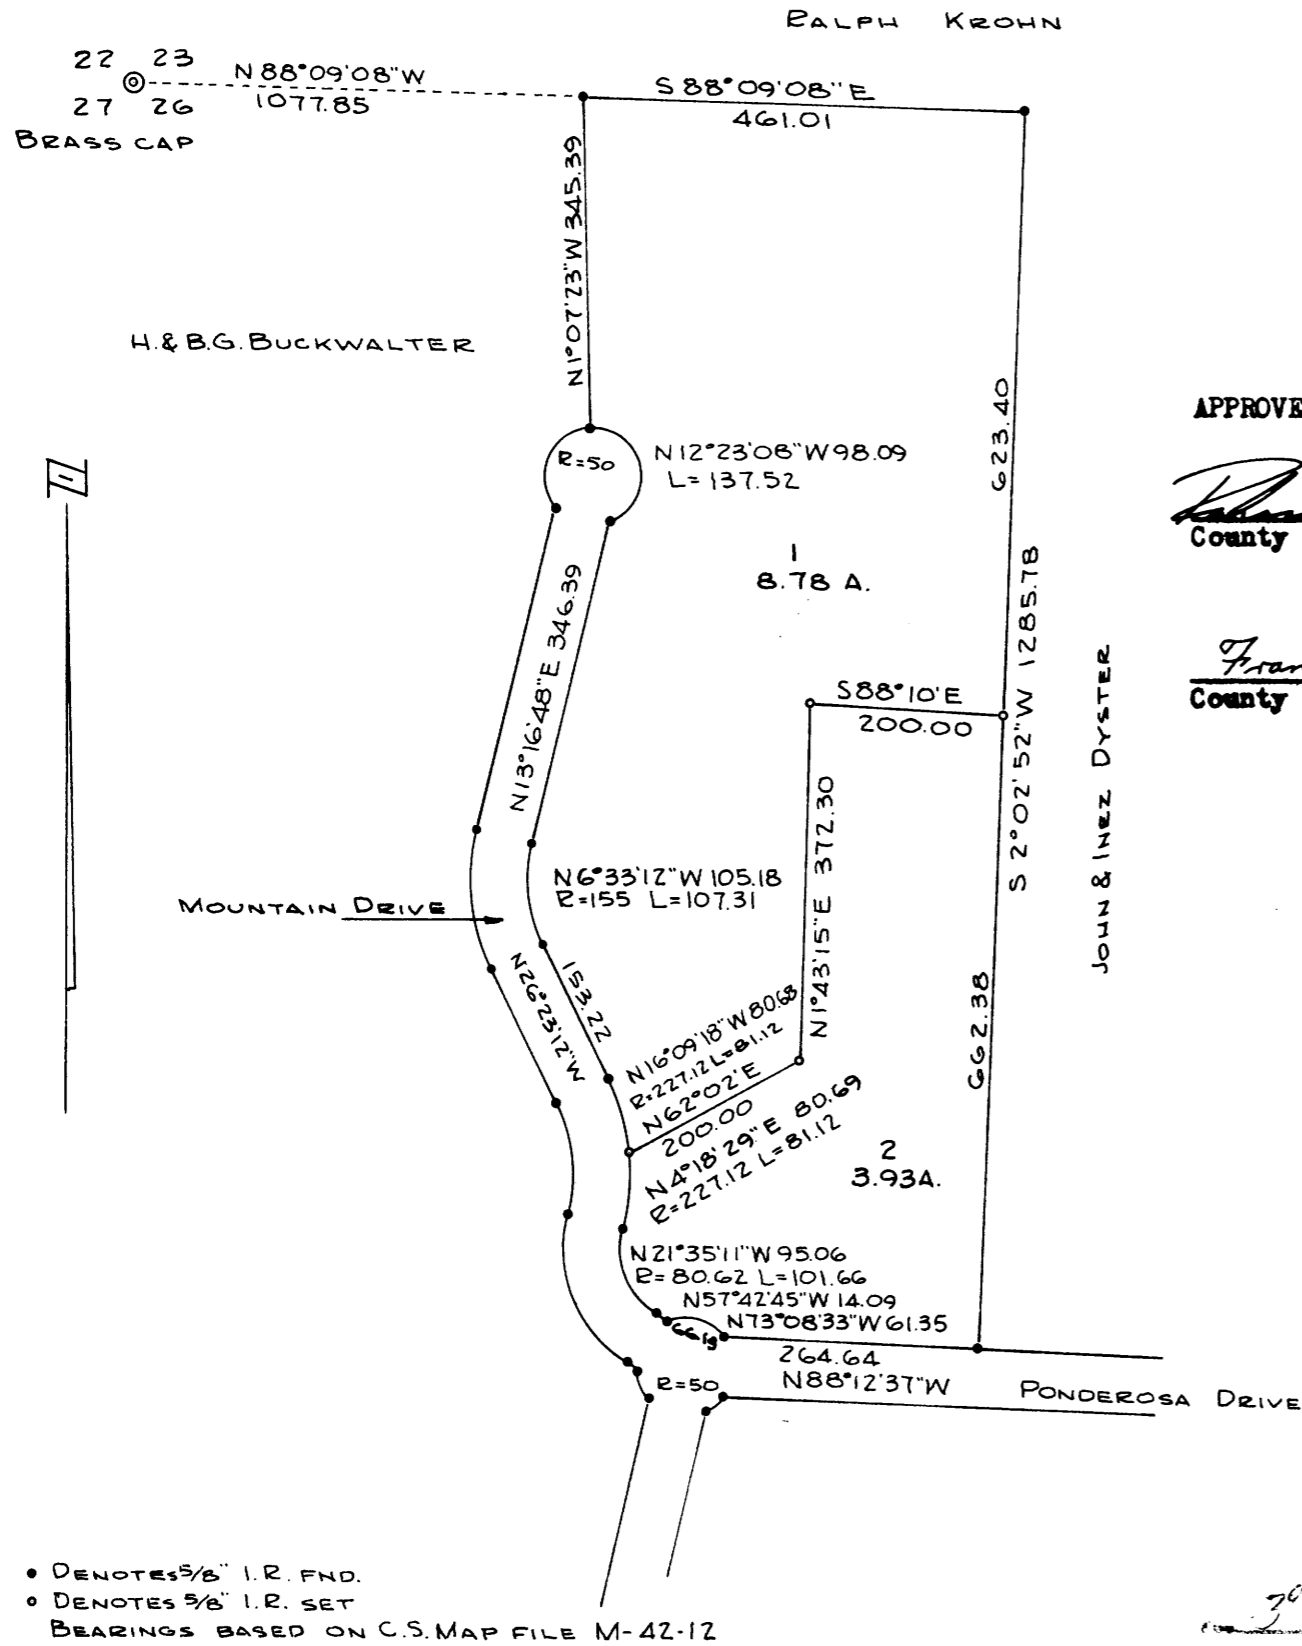 RALPH KROHN
22 23
27 26
BRASS CAP
N 88°09'08"W
1077.85
S 88°09'08"E
461.01
N1°07'23"W 345.39
H. & B.G. BUCKWALTER
623.40
APPROVE
R=50
N12°23'08"W 98.09
L=137.52
County
1
8.78 A.
N13°16'48"E 346.39
S 2°02'52"W 1285.78
JOHN & INEZ DYSTER
Fran
County
S88°10'E
200.00
N1°43'15"E 372.30
N6°33'12"W 105.18
R=155 L=107.31
MOUNTAIN DRIVE
N26°23'12"W
153.22
662.38
N16°09'18"W 80.68
R=227.12 L=81.12
N62°02'E
200.00
N4°18'29"E 80.69
R=227.12 L=81.12
2
3.93A.
N21°35'11"W 95.06
R=80.62 L=101.66
N57°42'45"W 14.09
N73°08'33"W 61.35
66.19
264.64
N88°12'37"W
R=50
PONDEROSA DRIVE
• DENOTES 5/8" I.R. FND.
° DENOTES 5/8" I.R. SET
BEARINGS BASED ON C.S. MAP FILE M-42-12